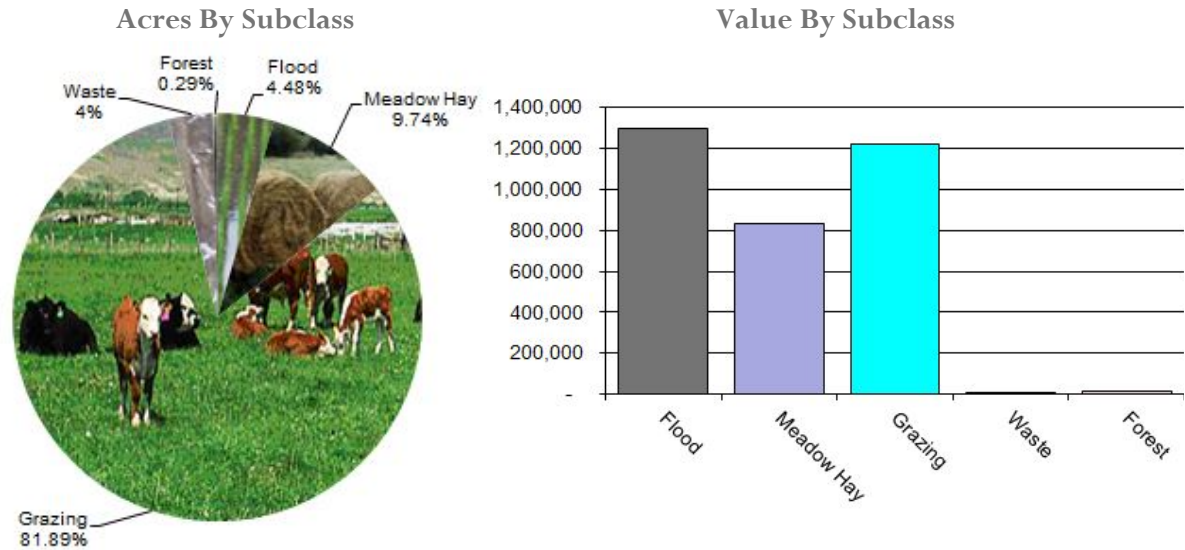 Acres By Subclass
Forest
0.29%
Flood
4.48%
Waste
4%
Meadow Hay
9.74%
Grazing
81.89%
Value By Subclass
1,400,000
1,200,000
1,000,000
800,000
600,000
400,000
200,000
-
Flood
Meadow Hay
Grazing
Waste
Forest